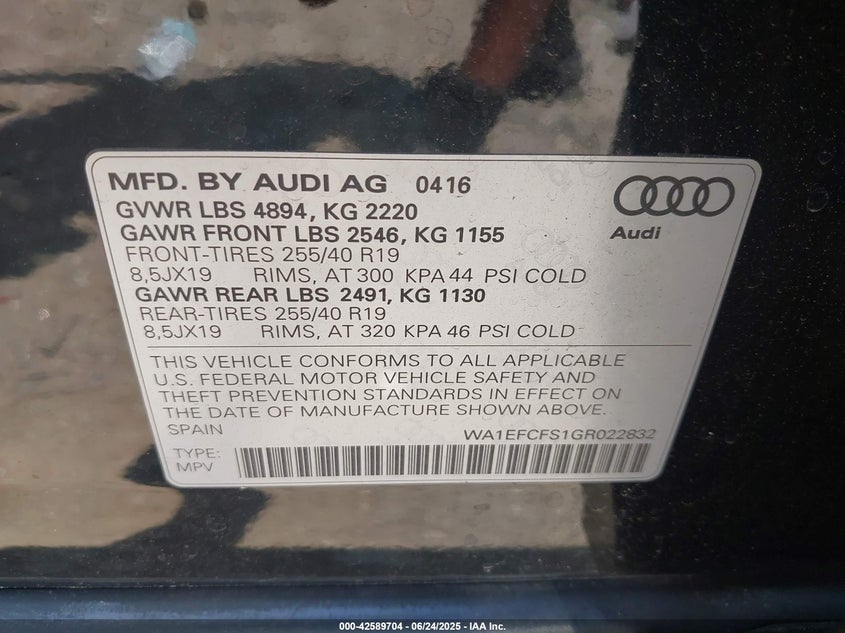 MFD. BY AUDI AG 0416
GVWR LBS 4894, KG 2220
GAWR FRONT LBS 2546, KG 1155
FRONT-TIRES 255/40 R19
8,5JX19 RIMS, AT 300 KPA 44 PSI COLD
GAWR REAR LBS 2491, KG 1130
REAR-TIRES 255/40 R19
8,5JX19 RIMS, AT 320 KPA 46 PSI COLD
Audi
THIS VEHICLE CONFORMS TO ALL APPLICABLE
U.S. FEDERAL MOTOR VEHICLE SAFETY AND
THEFT PREVENTION STANDARDS IN EFFECT ON
THE DATE OF MANUFACTURE SHOWN ABOVE.
SPAIN WA1EFCFS1GR022832
TYPE:
MPV
000-42589704 - 06/24/2025 - IAA Inc.